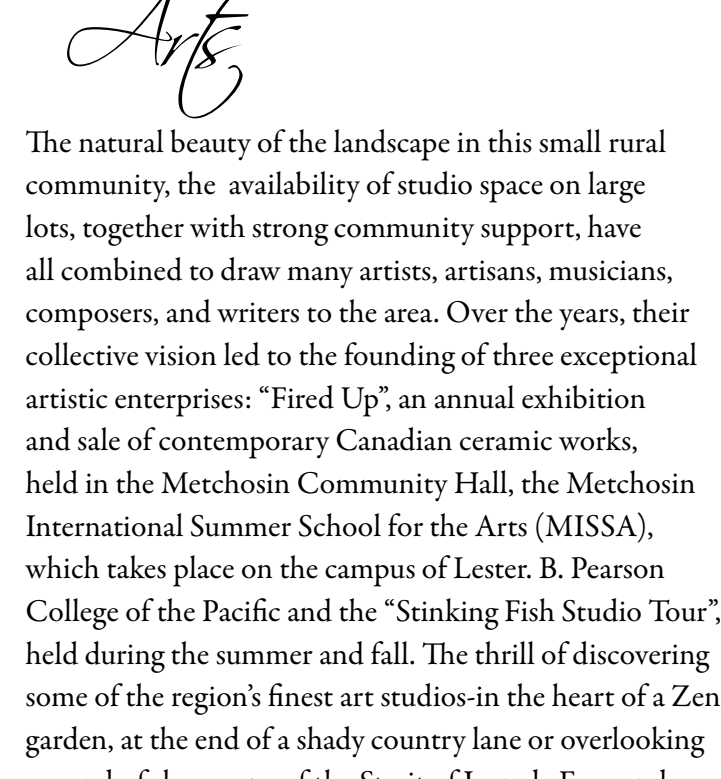 Arts
The natural beauty of the landscape in this small rural
community, the  availability of studio space on large
lots, together with strong community support, have
all combined to draw many artists, artisans, musicians,
composers, and writers to the area. Over the years, their
collective vision led to the founding of three exceptional
artistic enterprises: “Fired Up”, an annual exhibition
and sale of contemporary Canadian ceramic works,
held in the Metchosin Community Hall, the Metchosin
International Summer School for the Arts (MISSA),
which takes place on the campus of Lester. B. Pearson
College of the Pacific and the “Stinking Fish Studio Tour”,
held during the summer and fall. The thrill of discovering
some of the region’s finest art studios-in the heart of a Zen
garden, at the end of a shady country lane or overlooking
of the Strait of